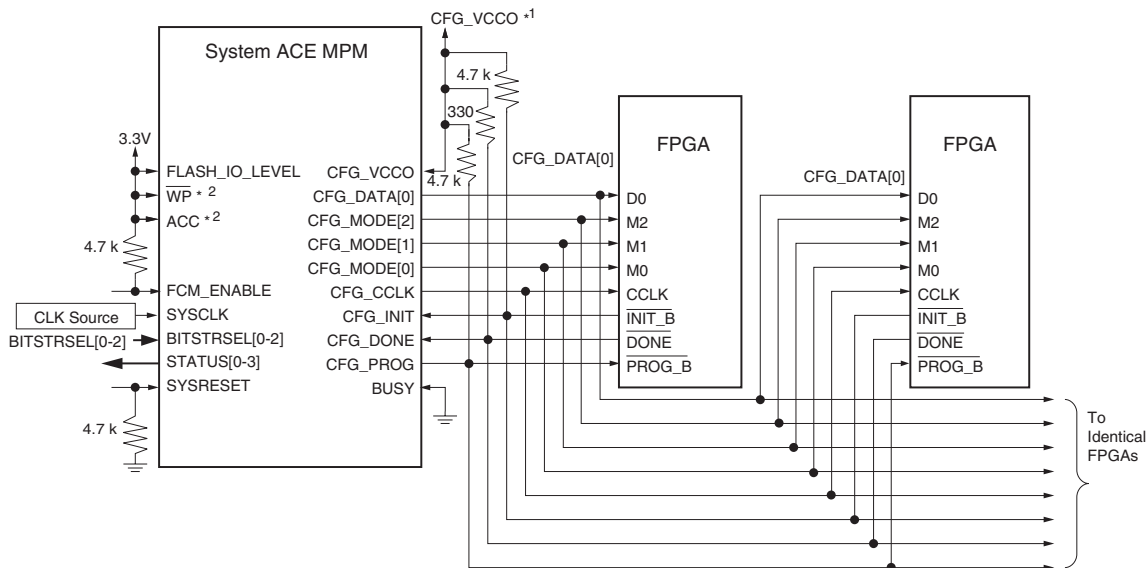 CFG_VCCO *1
System ACE MPM
4.7 k
330
4.7 k
3.3V
FLASH_IO_LEVEL
WP * 2
ACC * 2
4.7 k
FCM_ENABLE
CLK Source
SYSCLK
BITSTRSEL[0-2]
BITSTRSEL[0-2]
STATUS[0-3]
SYSRESET
4.7 k
CFG_VCCO
CFG_DATA[0]
CFG_MODE[2]
CFG_MODE[1]
CFG_MODE[0]
CFG_CCLK
CFG_INIT
CFG_DONE
CFG_PROG
BUSY
CFG_DATA[0]
FPGA
D0
M2
M1
M0
CCLK
INIT_B
DONE
PROG_B
CFG_DATA[0]
FPGA
D0
M2
M1
M0
CCLK
INIT_B
DONE
PROG_B
To
Identical
FPGAs